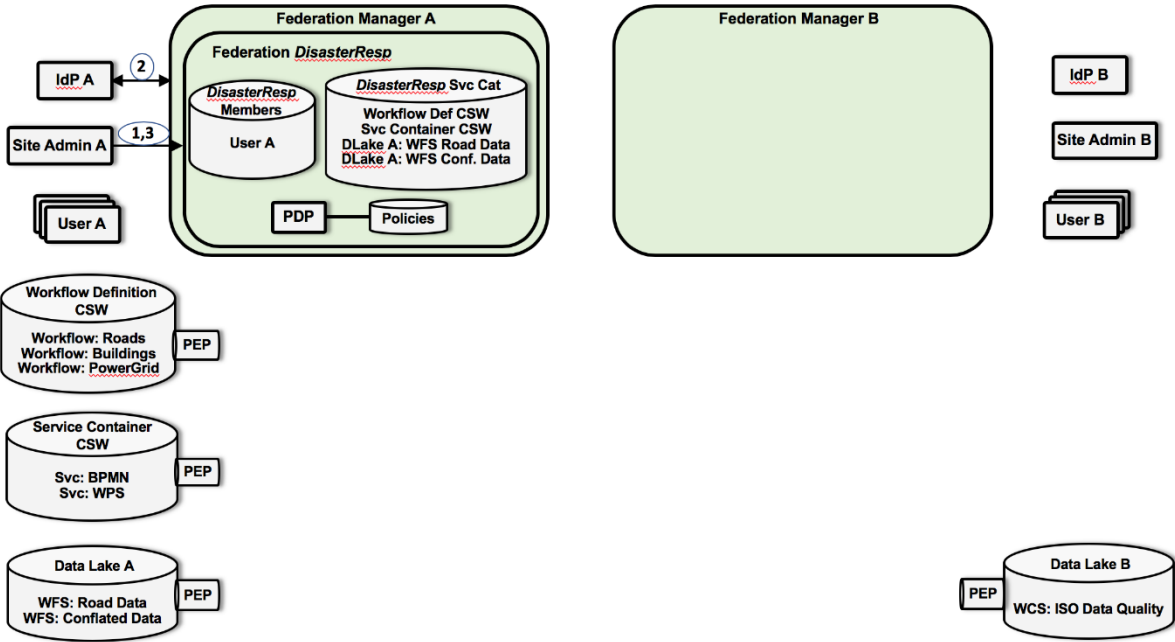 Federation Manager A
Federation DisasterResp
IdP A
2
Site Admin A
1,3
User A
DisasterResp
Members
User A
DisasterResp Svc Cat
Workflow Def CSW
Svc Container CSW
DLake A: WFS Road Data
DLake A: WFS Conf. Data
PDP
Policies
Federation Manager B
IdP B
Site Admin B
User B
Workflow Definition
CSW
Workflow: Roads
Workflow: Buildings
Workflow: PowerGrid
PEP
Service Container
CSW
Svc: BPMN
Svc: WPS
PEP
Data Lake A
WFS: Road Data
WFS: Conflated Data
PEP
PEP
Data Lake B
WCS: ISO Data Quality